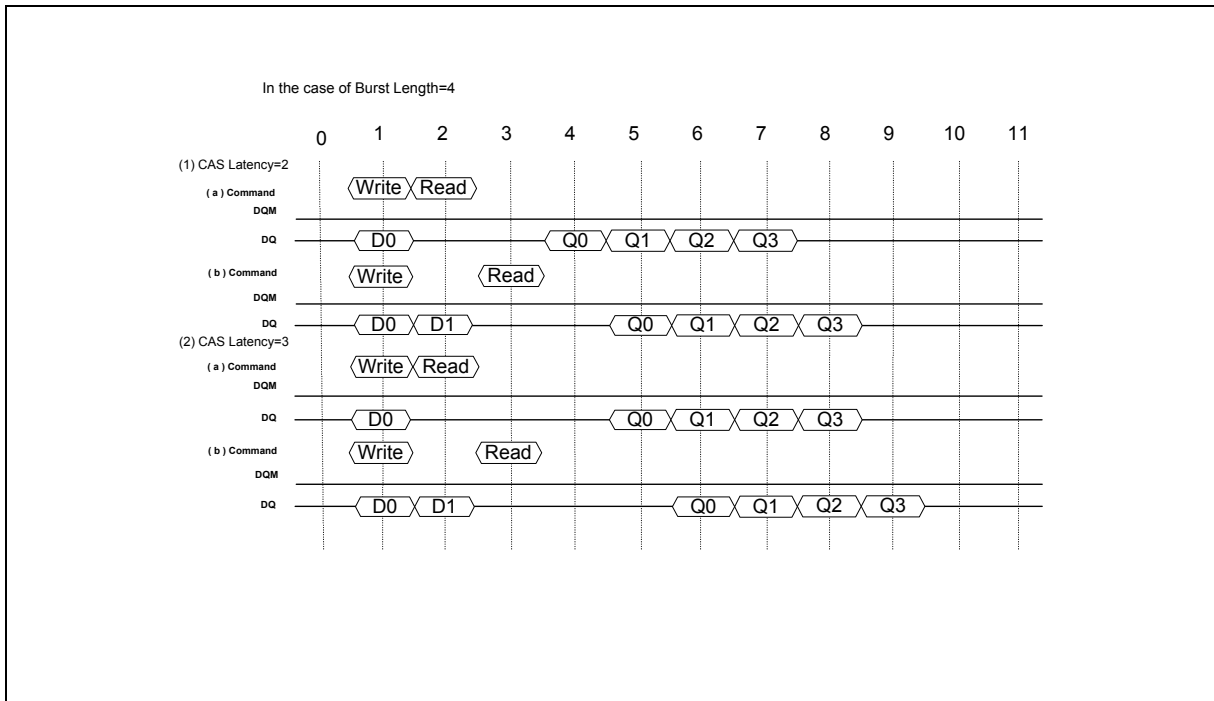 In the case of Burst Length=4
0 1 2 3 4 5 6 7 8 9 10 11
(1) CAS Latency=2
( a ) Command Write Read
DQM
DQ D0 Q0 Q1 Q2 Q3
( b ) Command Write Read
DQM
DQ D0 D1 Q0 Q1 Q2 Q3
(2) CAS Latency=3
( a ) Command Write Read
DQM
DQ D0 Q0 Q1 Q2 Q3
( b ) Command Write Read
DQM
DQ D0 D1 Q0 Q1 Q2 Q3